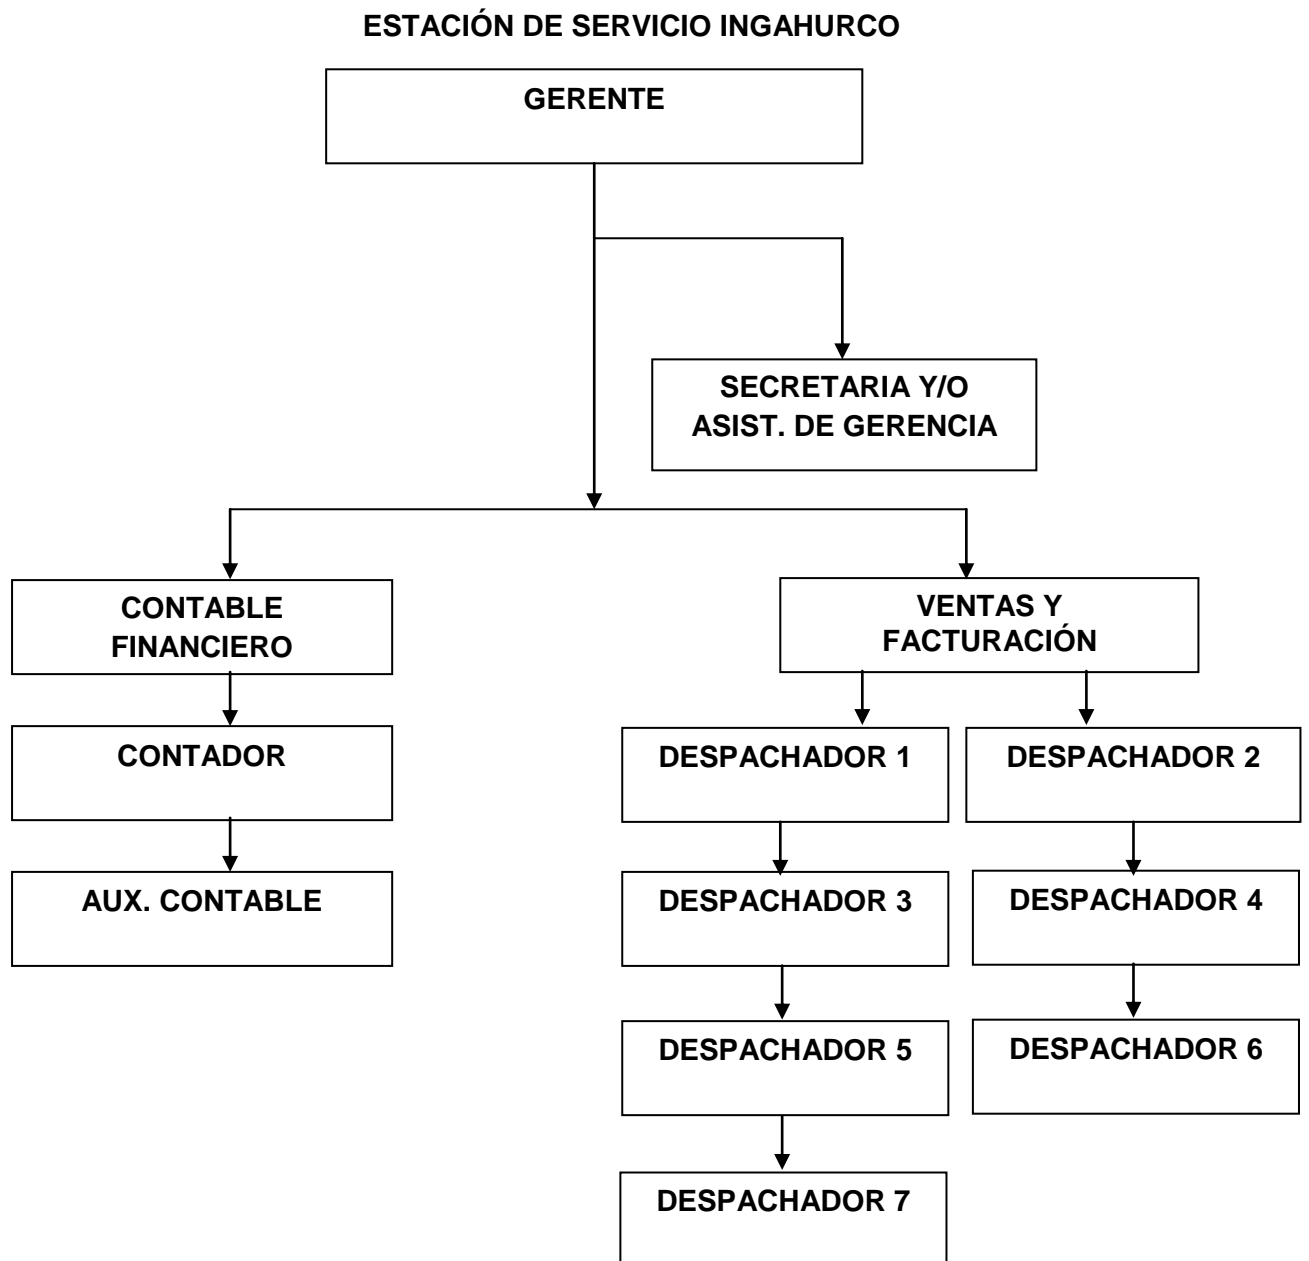 ESTACIÓN DE SERVICIO INGAHURCO
GERENTE
SECRETARIA Y/O
ASIST. DE GERENCIA
CONTABLE
FINANCIERO
VENTAS Y
FACTURACIÓN
CONTADOR
DESPACHADOR 1
DESPACHADOR 2
AUX. CONTABLE
DESPACHADOR 3
DESPACHADOR 4
DESPACHADOR 5
DESPACHADOR 6
DESPACHADOR 7